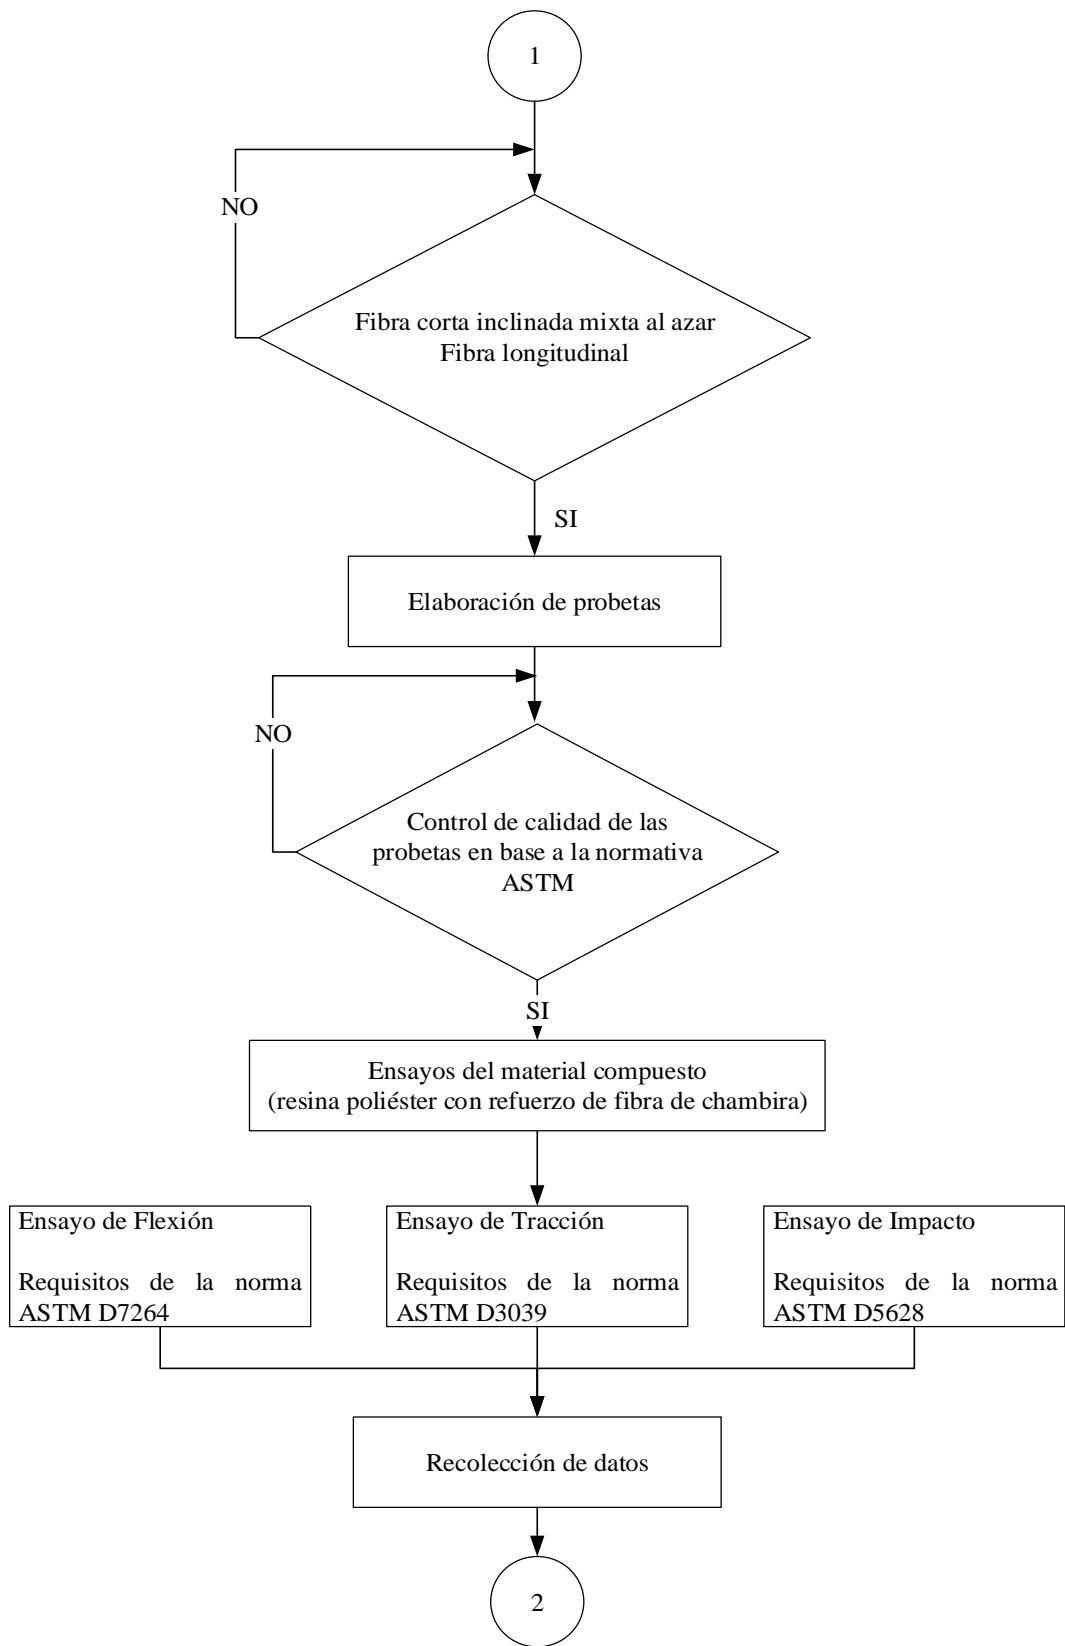 1
NO
Fibra corta inclinada mixta al azar
Fibra longitudinal
SI
Elaboración de probetas
NO
Control de calidad de las
probetas en base a la normativa
ASTM
SI
Ensayos del material compuesto
(resina poliéster con refuerzo de fibra de chambira)
Ensayo de Flexión
Requisitos de la norma
ASTM D7264
Ensayo de Tracción
Requisitos de la norma
ASTM D3039
Ensayo de Impacto
Requisitos de la norma
ASTM D5628
Recolección de datos
2